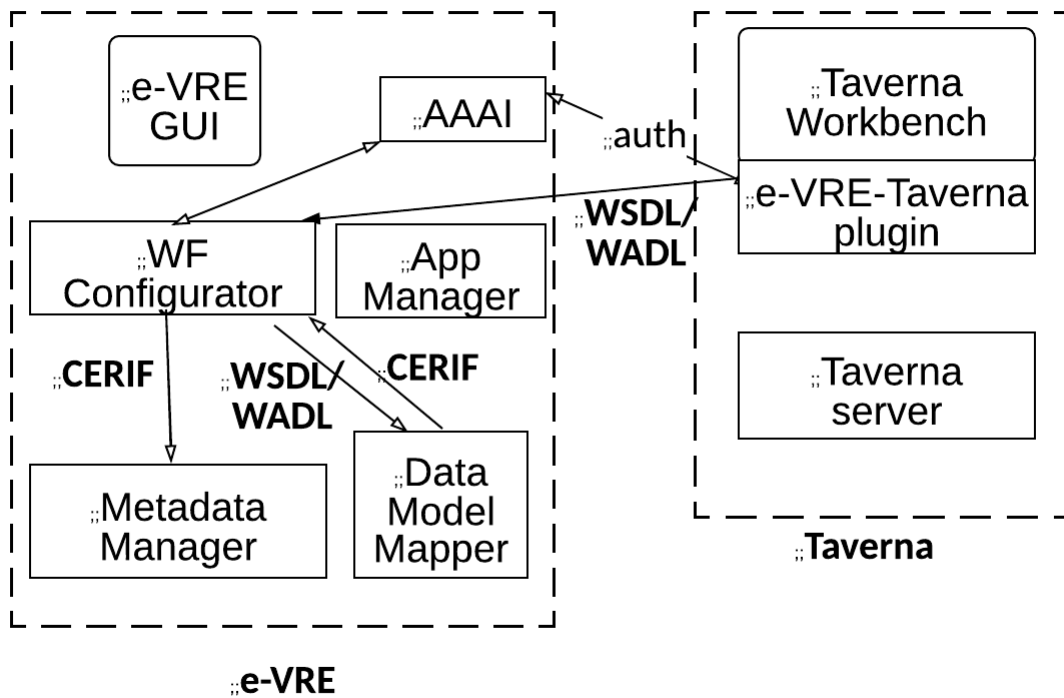 ;;e-VRE
GUI
;;AAAI
;;auth
;;Taverna
Workbench
;;e-VRE-Taverna
plugin
;;WSDL/
WADL
;;WF
Configurator
;;App
Manager
;;CERIF
;;WSDL/
WADL
;;CERIF
;;Taverna
server
;;Metadata
Manager
;;Data
Model
Mapper
;;Taverna
;;e-VRE